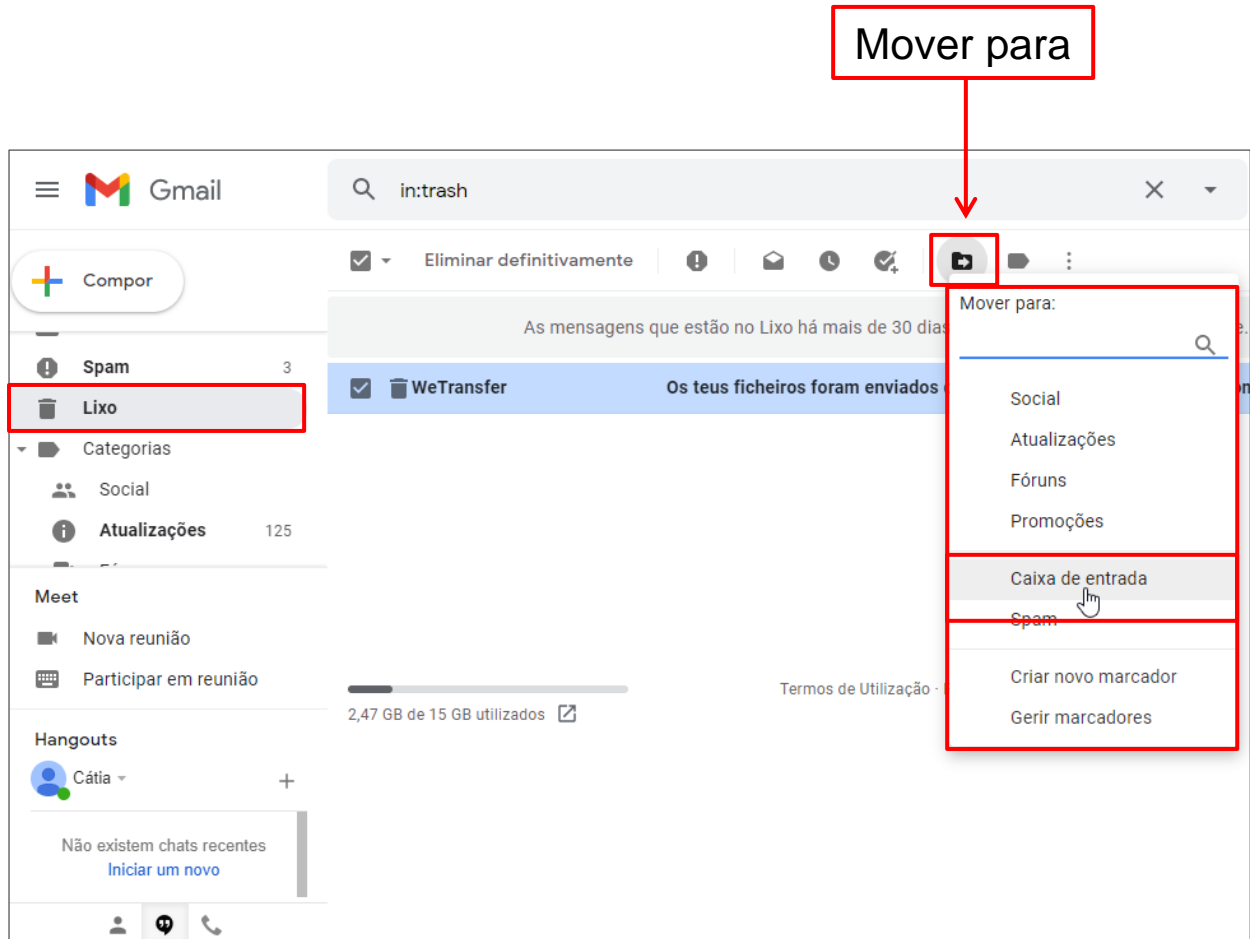 Mover para
Gmail
in:trash
Compor
Eliminar definitivamente
As mensagens que estão no Lixo há mais de 30 dias
Mover para:
Spam 3
Lixo
WeTransfer Os teus ficheiros foram enviados
Categorias
Social
Atualizações 125
Social
Atualizações
Fóruns
Promoções
Caixa de entrada
Spam
Criar novo marcador
Gerir marcadores
Meet
Nova reunião
Participar em reunião
Termos de Utilização ·
2,47 GB de 15 GB utilizados
Hangouts
Cátia
Não existem chats recentes
Iniciar um novo